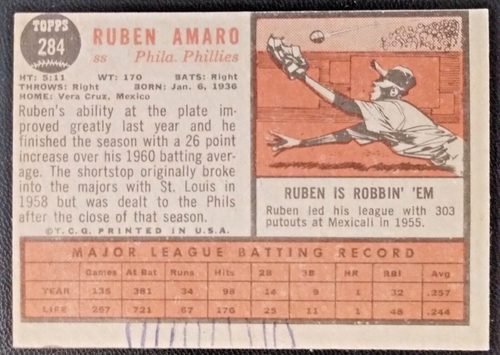 TOPPS
284
RUBEN AMARO
ss Phila. Phillies
HT: 5:11 WT: 170 BATS: Right
THROWS: Right BORN: Jan. 6, 1936
HOME: Vera Cruz, Mexico
Ruben's ability at the plate im-
proved greatly last year and he
finished the season with a 26 point
increase over his 1960 batting aver-
age. The shortstop originally broke
into the majors with St. Louis in
1958 but was dealt to the Phils
after the close of that season.
©T.C.G. PRINTED IN U.S.A.
RUBEN IS ROBBIN' 'EM
Ruben led his league with 303
putouts at Mexicali in 1955.
MAJOR LEAGUE BATTING RECORD
Games At Bat Runs Hits 2B 3B HR RBI Avg.
YEAR 135 381 34 98 14 9 1 32 .257
LIFE 267 721 67 176 25 11 1 48 .244